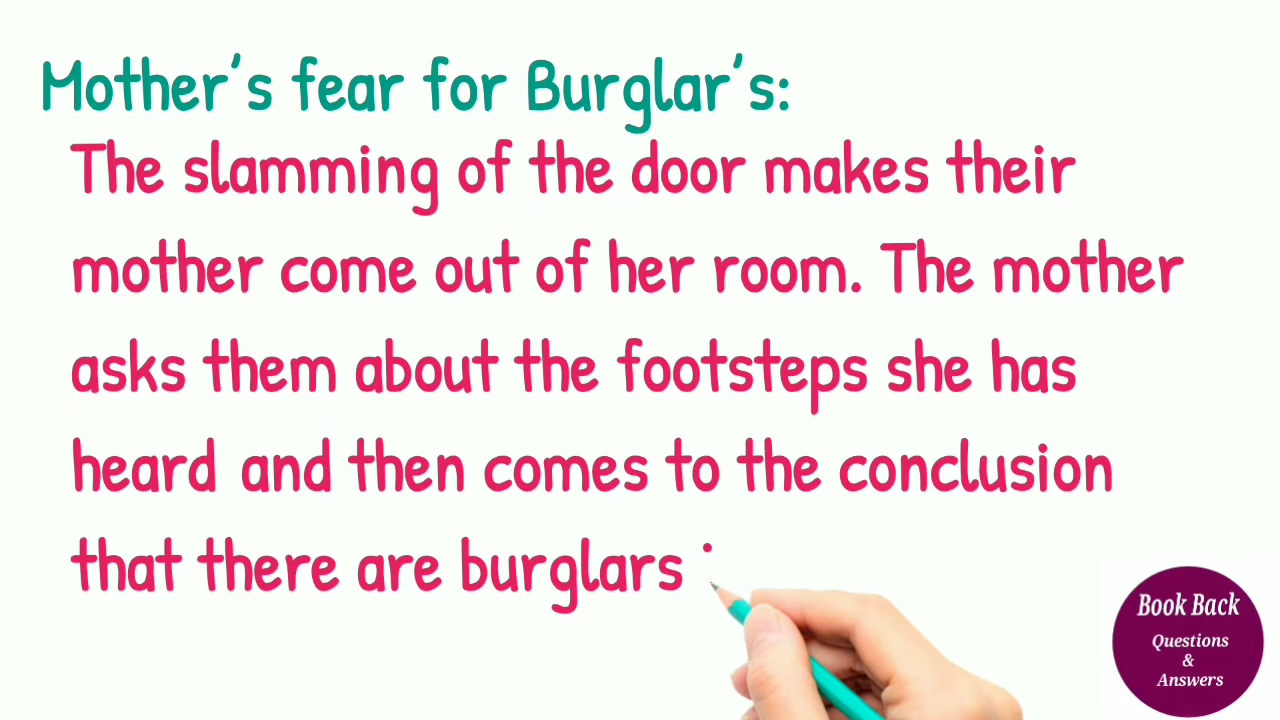 Mother's fear for Burglar's:
The slamming of the door makes their
mother come out of her room. The mother
asks them about the footsteps she has
heard and then comes to the conclusion
that there are burglars
Book Back
Questions
&
Answers